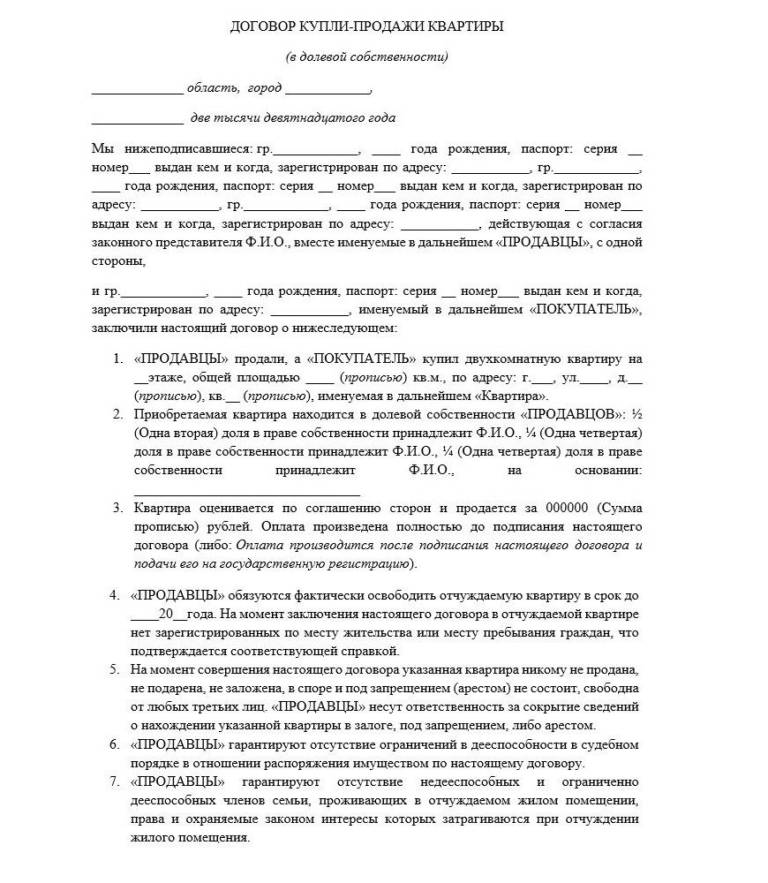 ДОГОВОР КУПЛИ-ПРОДАЖИ КВАРТИРЫ
(в долевой собственности)
_____________ область, город ____________,
_____________ две тысячи девятнадцатого года
Мы нижеподписавшиеся: гр.____________, ____ года рождения, паспорт: серия __
номер___ выдан кем и когда, зарегистрирован по адресу: ___________, гр.____________,
____ года рождения, паспорт: серия __ номер___ выдан кем и когда, зарегистрирован по
адресу: ___________, гр.____________, ____ года рождения, паспорт: серия __ номер___
выдан кем и когда, зарегистрирован по адресу: ___________, действующая с согласия
законного представителя Ф.И.О., вместе именуемые в дальнейшем «ПРОДАВЦЫ», с одной
стороны,
и гр.____________, ____ года рождения, паспорт: серия __ номер___ выдан кем и когда,
зарегистрирован по адресу: ___________, именуемый в дальнейшем «ПОКУПАТЕЛЬ»,
заключили настоящий договор о нижеследующем:
1. «ПРОДАВЦЫ» продали, а «ПОКУПАТЕЛЬ» купил двухкомнатную квартиру на
__этаже, общей площадью ____ (прописью) кв.м., по адресу: г.___, ул.____, д.__
(прописью), кв.__ (прописью), именуемая в дальнейшем «Квартира».
2. Приобретаемая квартира находится в долевой собственности «ПРОДАВЦОВ»: ½
(Одна вторая) доля в праве собственности принадлежит Ф.И.О., ¼ (Одна четвертая)
доля в праве собственности принадлежит Ф.И.О., ¼ (Одна четвертая) доля в праве
собственности принадлежит Ф.И.О., на основании:
________________________________
3. Квартира оценивается по соглашению сторон и продается за 000000 (Сумма
прописью) рублей. Оплата произведена полностью до подписания настоящего
договора (либо: Оплата производится после подписания настоящего договора и
подачи его на государственную регистрацию).
4. «ПРОДАВЦЫ» обязуются фактически освободить отчуждаемую квартиру в срок до
____20__года. На момент заключения настоящего договора в отчуждаемой квартире
нет зарегистрированных по месту жительства или месту пребывания граждан, что
подтверждается соответствующей справкой.
5. На момент совершения настоящего договора указанная квартира никому не продана,
не подарена, не заложена, в споре и под запрещением (арестом) не состоит, свободна
от любых третьих лиц. «ПРОДАВЦЫ» несут ответственность за сокрытие сведений
о нахождении указанной квартиры в залоге, под запрещением, либо арестом.
6. «ПРОДАВЦЫ» гарантируют отсутствие ограничений в дееспособности в судебном
порядке в отношении распоряжения имуществом по настоящему договору.
7. «ПРОДАВЦЫ» гарантируют отсутствие недееспособных и ограниченно
дееспособных членов семьи, проживающих в отчуждаемом жилом помещении,
права и охраняемые законом интересы которых затрагиваются при отчуждении
жилого помещения.